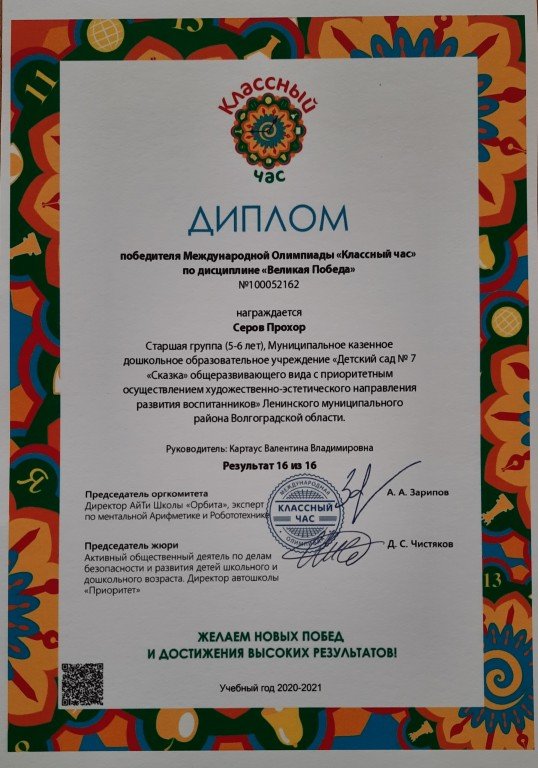 Классный
час
ДИПЛОМ
победителя Международной Олимпиады «Классный час»
по дисциплине «Великая Победа»
№100052162
награждается
Серов Прохор
Старшая группа (5-6 лет), Муниципальное казенное
дошкольное образовательное учреждение «Детский сад № 7
«Сказка» общеразвивающего вида с приоритетным
осуществлением художественно-эстетического направления
развития воспитанников» Ленинского муниципального
района Волгоградской области.
Руководитель: Картаус Валентина Владимировна
Результат 16 из 16
Председатель оргкомитета
Директор АйТи Школы «Орбита», эксперт
по ментальной Арифметике и Робототехнике
А. А. Зарипов
МЕЖДУНАРОДНАЯ
КЛАССНЫЙ
ЧАС
ОЛИМПИАДА
Председатель жюри
Активный общественный деятель по делам
безопасности и развития детей школьного и
дошкольного возраста. Директор автошколы
«Приоритет»
Д. С. Чистяков
ЖЕЛАЕМ НОВЫХ ПОБЕД
И ДОСТИЖЕНИЯ ВЫСОКИХ РЕЗУЛЬТАТОВ!
Учебный год 2020-2021
11
13